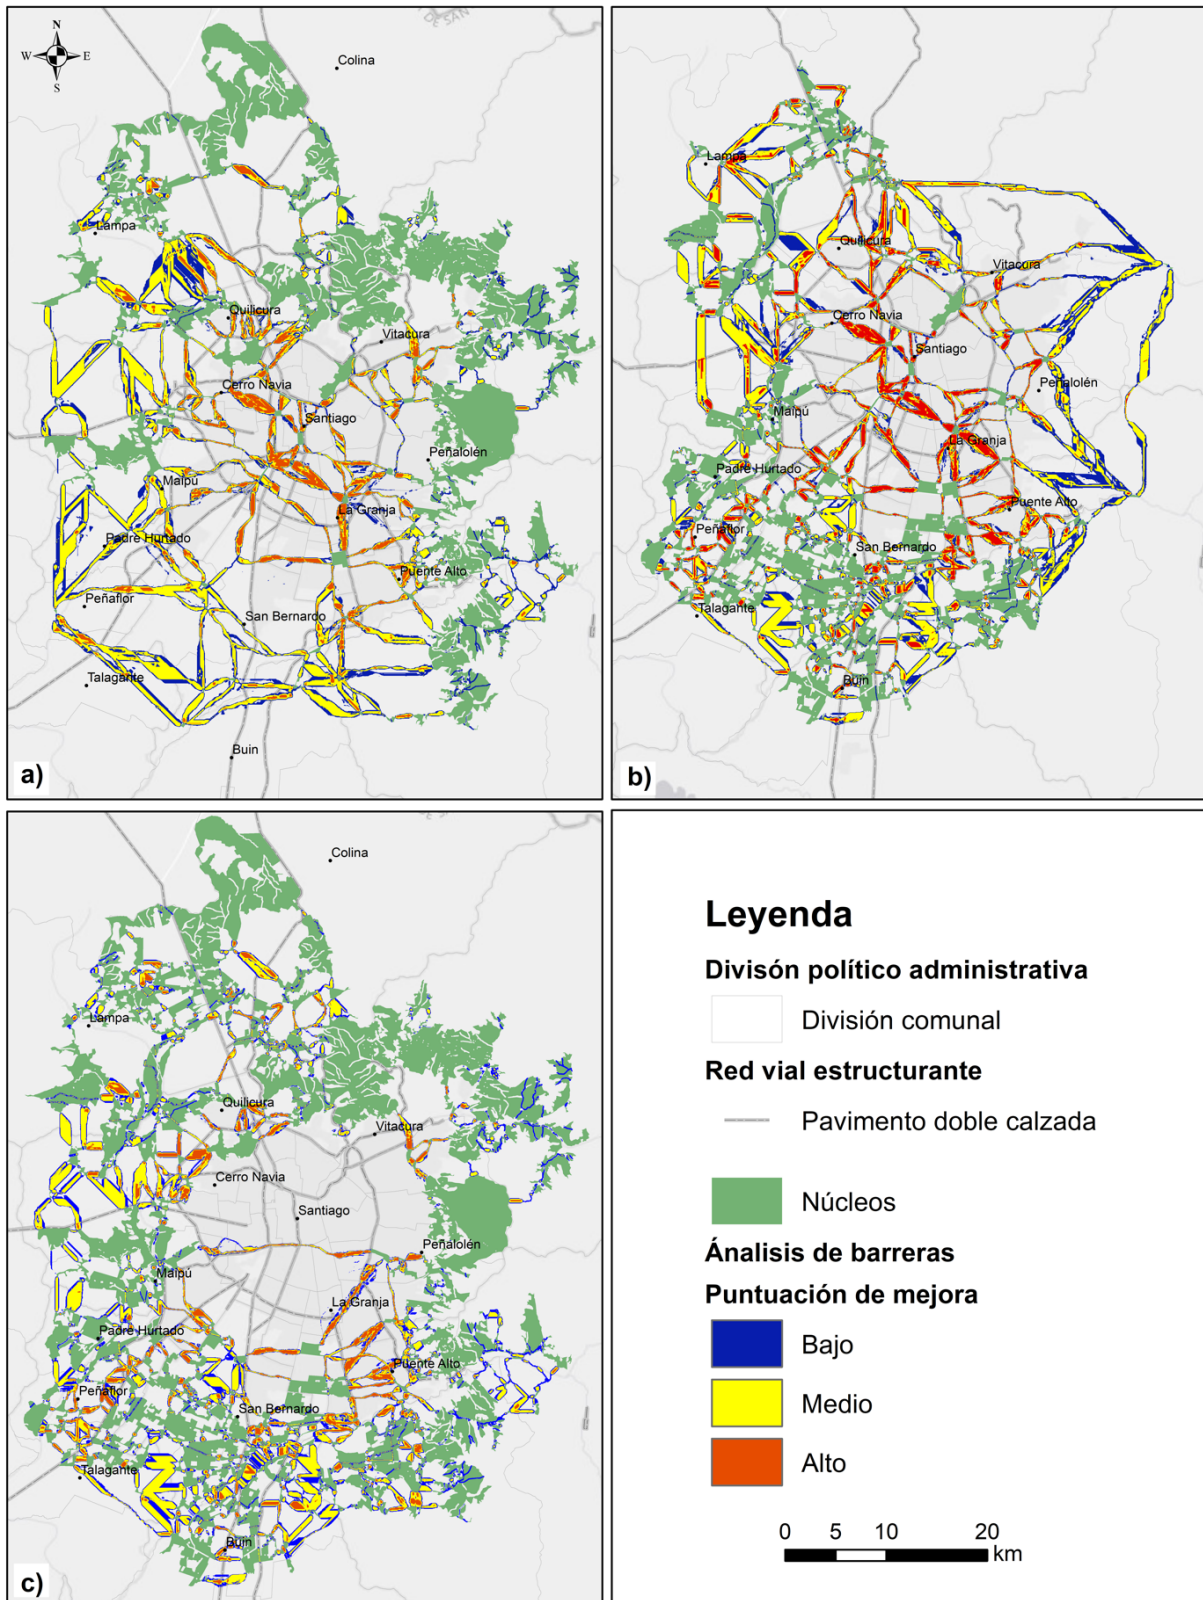 DE SAN
N
W E
S
Colina
Lampa
Quilicura
Vitacura
Cerro Navia
Santiago
Peñalolén
Maipú
La Granja
Padre Hurtado
Puente Alto
Peñaflor
San Bernardo
Talagante
Buin
a)
Lampa
Quilicura
Vitacura
Cerro Navia
Santiago
Peñalolén
Maipú
La Granja
Padre Hurtado
Puente Alto
Peñaflor
San Bernardo
Talagante
Buin
b)
Colina
Lampa
Quilicura
Vitacura
Cerro Navia
Santiago
Peñalolén
Maipú
La Granja
Padre Hurtado
Puente Alto
Peñaflor
San Bernardo
Talagante
Buin
c)
Leyenda
Divisón político administrativa
División comunal
Red vial estructurante
Pavimento doble calzada
Núcleos
Ánalisis de barreras
Puntuación de mejora
Bajo
Medio
Alto
0 5 10 20
km